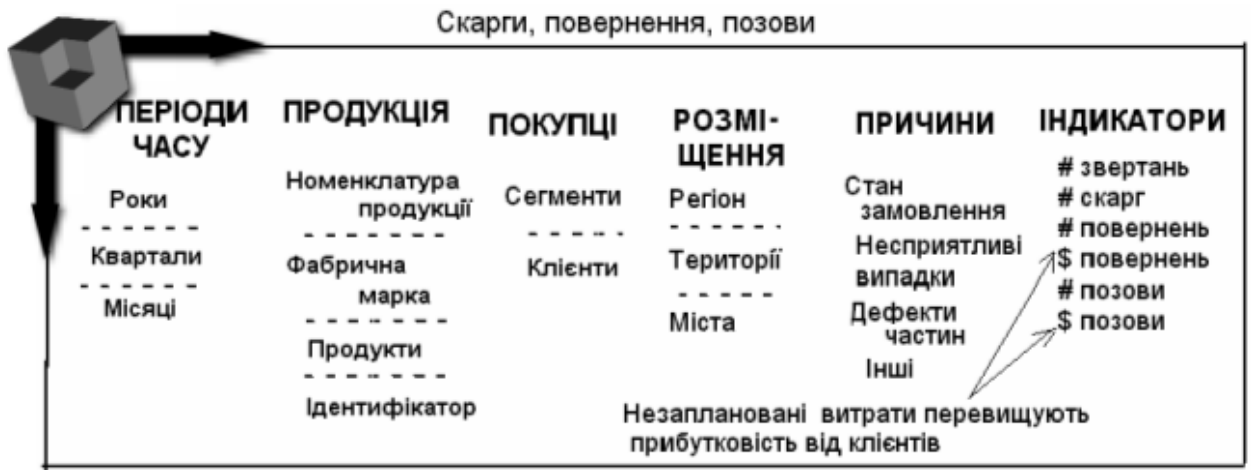 Скарги, повернення, позови
ПЕРІОДИ
ЧАСУ
Роки
Квартали
Місяці
ПРОДУКЦІЯ
Номенклатура
продукції
Фабрична
марка
Продукти
Ідентифікатор
ПОКУПЦІ
Сегменти
Клієнти
РОЗМІ-
ЩЕННЯ
Регіон
Території
Міста
ПРИЧИНИ
Стан
замовлення
Несприятливі
випадки
Дефекти
частин
Інші
ІНДИКАТОРИ
# звертань
# скарг
# повернень
$ повернень
# позови
$ позови
Незаплановані витрати перевищують
прибутковість від клієнтів